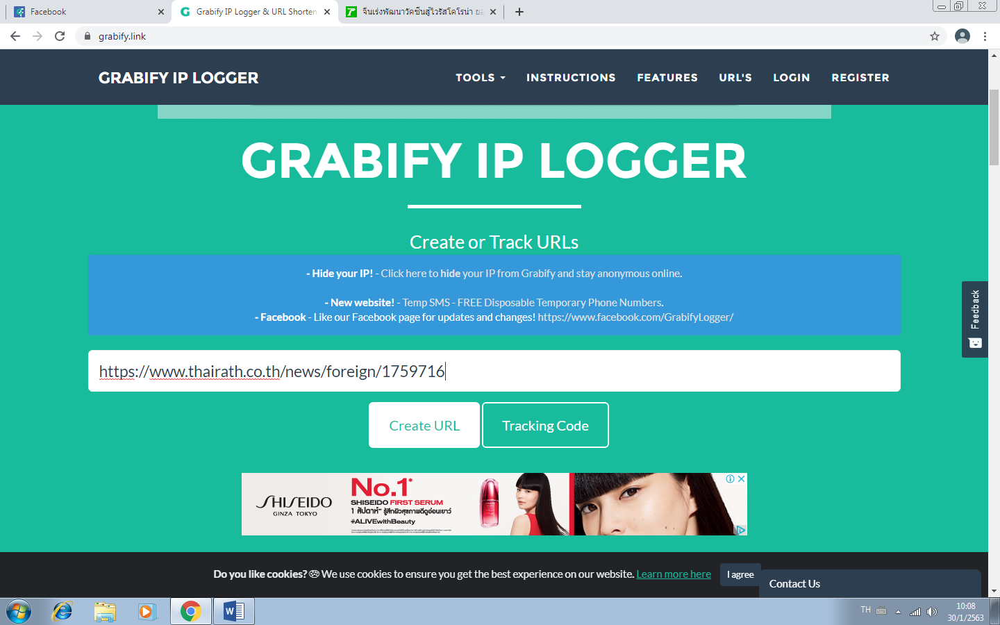 Facebook
Grabify IP Logger & URL Shorten
จีนเร่งพัฒนาวัคซีนสู้ไวรัสโคโรน่า ยอ
grabify.link
GRABIFY IP LOGGER
TOOLS
INSTRUCTIONS
FEATURES
URL'S
LOGIN
REGISTER
GRABIFY IP LOGGER
Create or Track URLs
- Hide your IP! - Click here to hide your IP from Grabify and stay anonymous online.
- New website! - Temp SMS - FREE Disposable Temporary Phone Numbers.
- Facebook - Like our Facebook page for updates and changes! https://www.facebook.com/GrabifyLogger/
Feedback
https://www.thairath.co.th/news/foreign/1759716
Create URL
Tracking Code
SHISEIDO
GINZA TOKYO
No.1*
SHISEIDO FIRST SERUM
1 สัปดาห์** รู้สึกผิวสุขภาพดีดูอ่อนเยาว์
#ALIVEwithBeauty
Do you like cookies? 🍪 We use cookies to ensure you get the best experience on our website. Learn more here
I agree
Contact Us
TH
10:08
30/1/2563